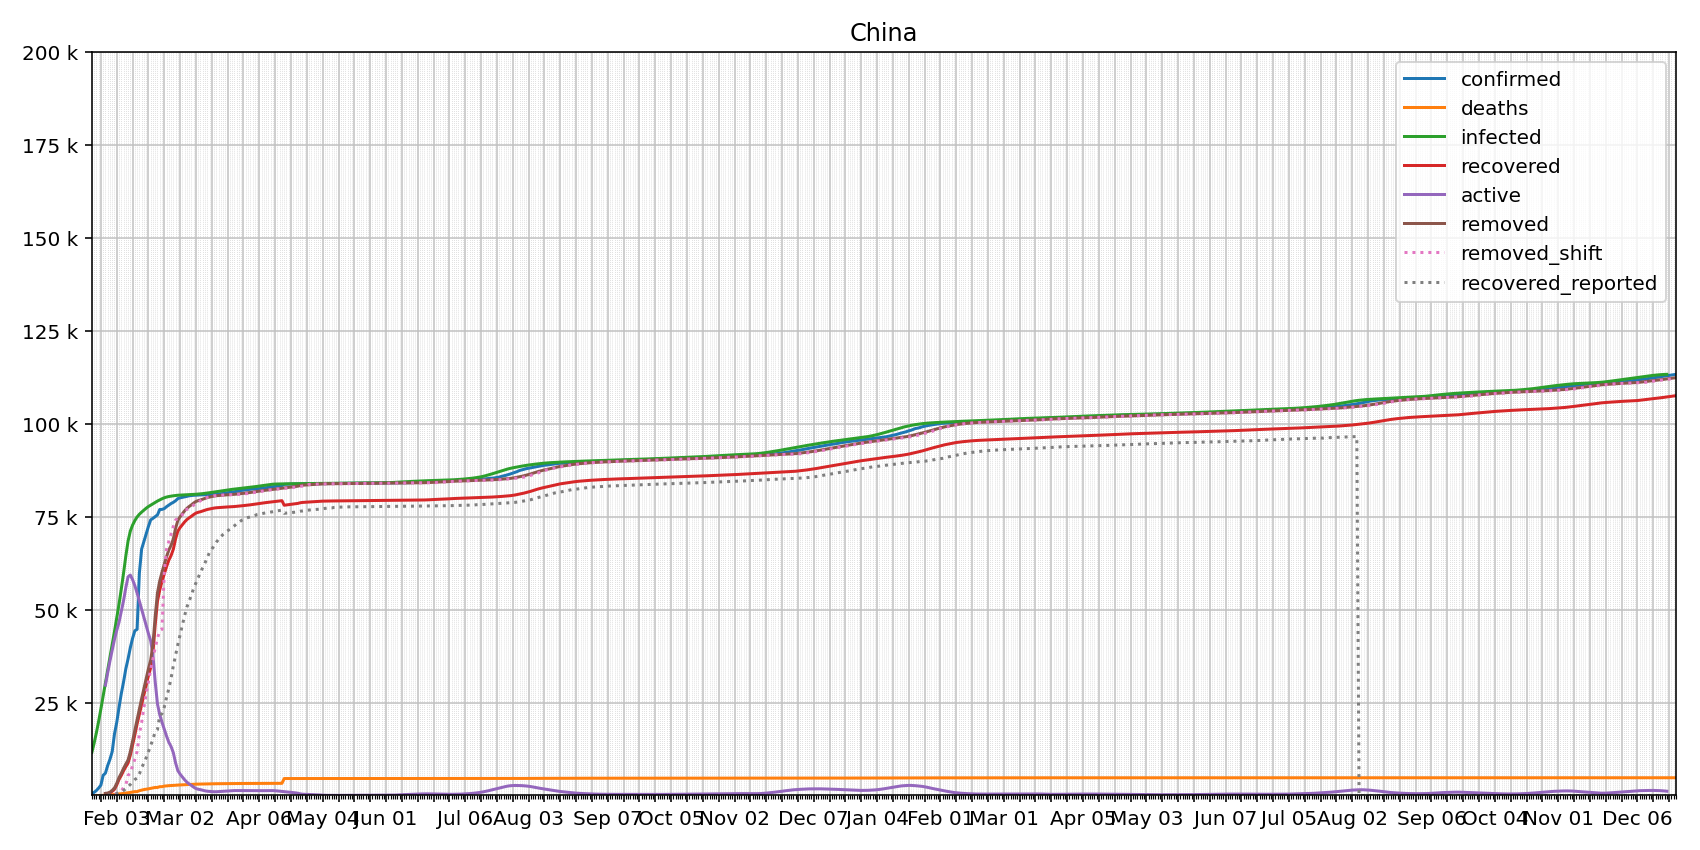 China
200 k
175 k
150 k
125 k
100 k
75 k
50 k
25 k
confirmed
deaths
infected
recovered
active
removed
removed_shift
recovered_reported
Feb 03 Mar 02 Apr 06 May 04 Jun 01 Jul 06 Aug 03 Sep 07 Oct 05 Nov 02 Dec 07 Jan 04 Feb 01 Mar 01 Apr 05 May 03 Jun 07 Jul 05 Aug 02 Sep 06 Oct 04 Nov 01 Dec 06